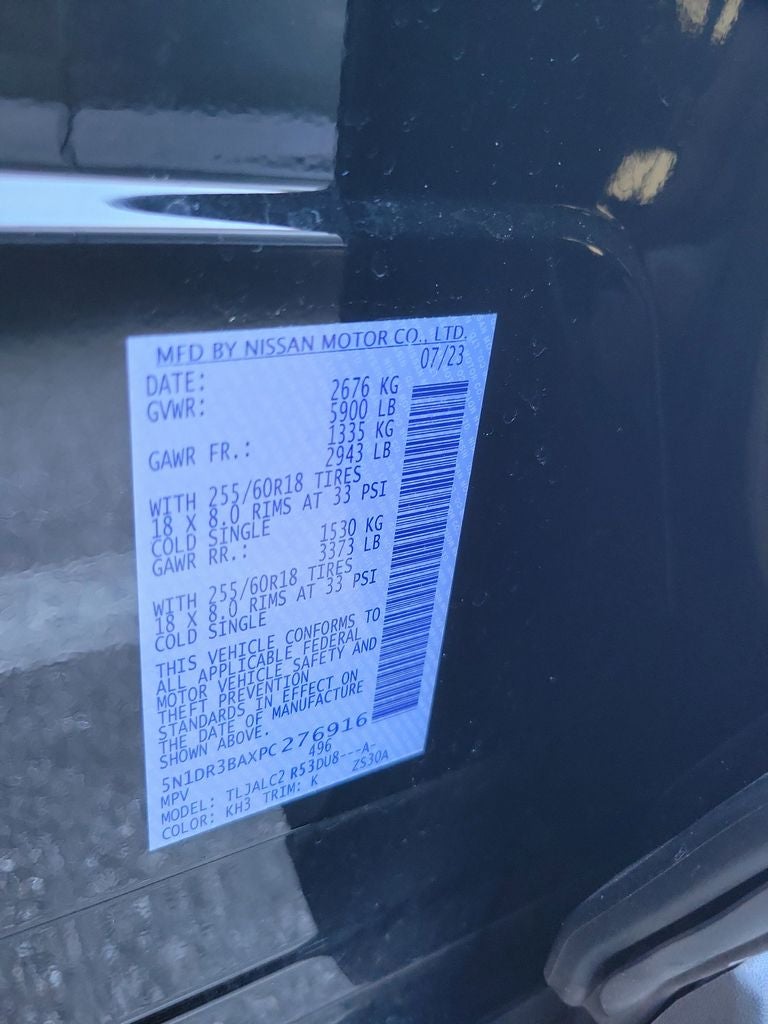 MFD BY NISSAN MOTOR CO., LTD.
DATE: 07/23
GVWR: 2676 KG
5900 LB
GAWR FR.: 1335 KG
2943 LB
WITH 255/60R18 TIRES
18 X 8.0 RIMS AT 33 PSI
COLD SINGLE
GAWR RR.: 1530 KG
3373 LB
WITH 255/60R18 TIRES
18 X 8.0 RIMS AT 33 PSI
COLD SINGLE
THIS VEHICLE CONFORMS TO
ALL APPLICABLE FEDERAL
MOTOR VEHICLE SAFETY AND
THEFT PREVENTION
STANDARDS IN EFFECT ON
THE DATE OF MANUFACTURE
SHOWN ABOVE.
5N1DR3BAXPC276916
MPV 496
MODEL: TLJALC2 R53DU8---A-
COLOR: KH3 TRIM: K ZS30A